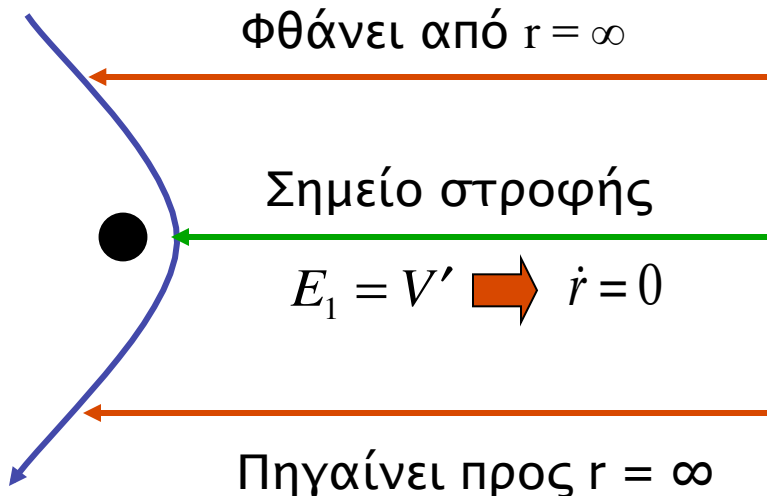 Φθάνει από r = ∞
Σημείο στροφής
E₁ = V′ ṙ = 0
Πηγαίνει προς r = ∞